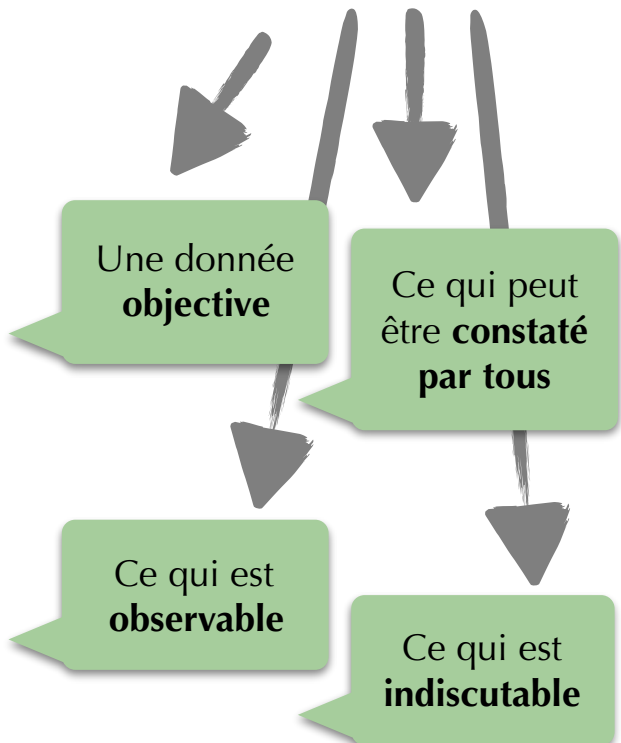 Une donnée
objective
Ce qui peut
être constaté
par tous
Ce qui est
observable
Ce qui est
indiscutable